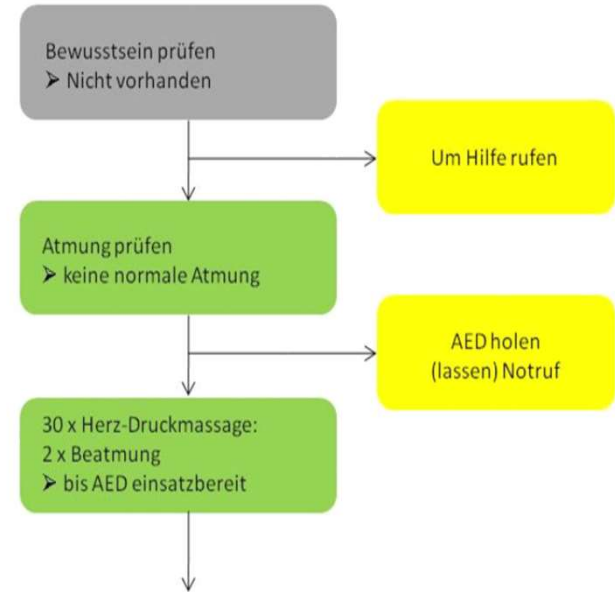 Bewusstsein prüfen
➢ Nicht vorhanden
Um Hilfe rufen
Atmung prüfen
➢ keine normale Atmung
AED holen
(lassen) Notruf
30 x Herz-Druckmassage:
2 x Beatmung
➢ bis AED einsatzbereit